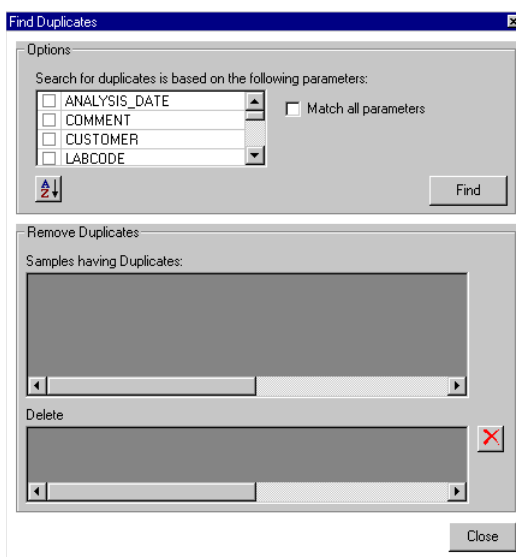 Find Duplicates
Options
Search for duplicates is based on the following parameters:
ANALYSIS_DATE
COMMENT
CUSTOMER
LABCODE
Match all parameters
A
Z
Find
Remove Duplicates
Samples having Duplicates:
Delete
Close